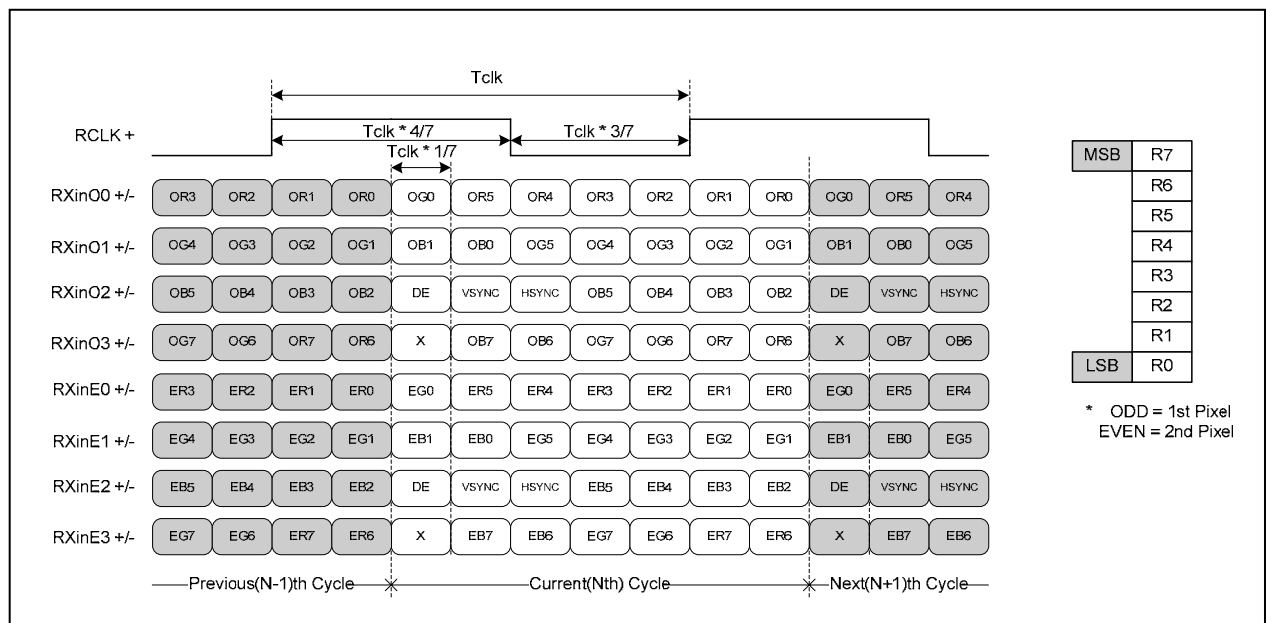 Tclk
RCLK +
Tclk * 4/7
Tclk * 3/7
Tclk * 1/7
RXinO0 +/- OR3 OR2 OR1 OR0 OG0 OR5 OR4 OR3 OR2 OR1 OR0 OG0 OR5 OR4
RXinO1 +/- OG4 OG3 OG2 OG1 OB1 OB0 OG5 OG4 OG3 OG2 OG1 OB1 OB0 OG5
RXinO2 +/- OB5 OB4 OB3 OB2 DE VSYNC HSYNC OB5 OB4 OB3 OB2 DE VSYNC HSYNC
RXinO3 +/- OG7 OG6 OR7 OR6 X OB7 OB6 OG7 OG6 OR7 OR6 X OB7 OB6
RXinE0 +/- ER3 ER2 ER1 ER0 EG0 ER5 ER4 ER3 ER2 ER1 ER0 EG0 ER5 ER4
RXinE1 +/- EG4 EG3 EG2 EG1 EB1 EB0 EG5 EG4 EG3 EG2 EG1 EB1 EB0 EG5
RXinE2 +/- EB5 EB4 EB3 EB2 DE VSYNC HSYNC EB5 EB4 EB3 EB2 DE VSYNC HSYNC
RXinE3 +/- EG7 EG6 ER7 ER6 X EB7 EB6 EG7 EG6 ER7 ER6 X EB7 EB6
Previous(N-1)th Cycle Current(Nth) Cycle Next(N+1)th Cycle
MSB R7
R6
R5
R4
R3
R2
R1
LSB R0
* ODD = 1st Pixel
EVEN = 2nd Pixel